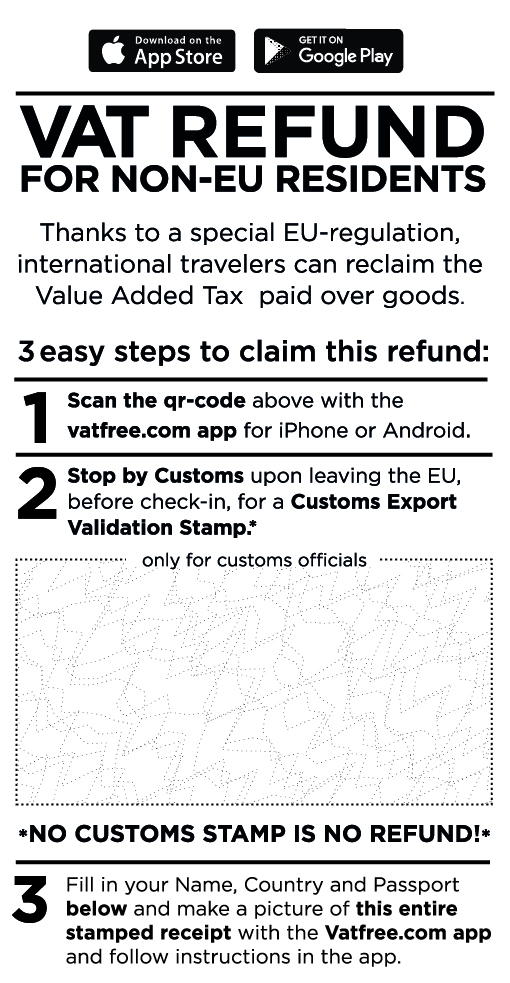 Download on the
App Store
GET IT ON
Google Play
VAT REFUND
FOR NON-EU RESIDENTS
Thanks to a special EU-regulation,
international travelers can reclaim the
Value Added Tax paid over goods.
3 easy steps to claim this refund:
1 Scan the qr-code above with the
vatfree.com app for iPhone or Android.
2 Stop by Customs upon leaving the EU,
before check-in, for a Customs Export
Validation Stamp.*
only for customs officials
*NO CUSTOMS STAMP IS NO REFUND!*
3 Fill in your Name, Country and Passport
below and make a picture of this entire
stamped receipt with the Vatfree.com app
and follow instructions in the app.